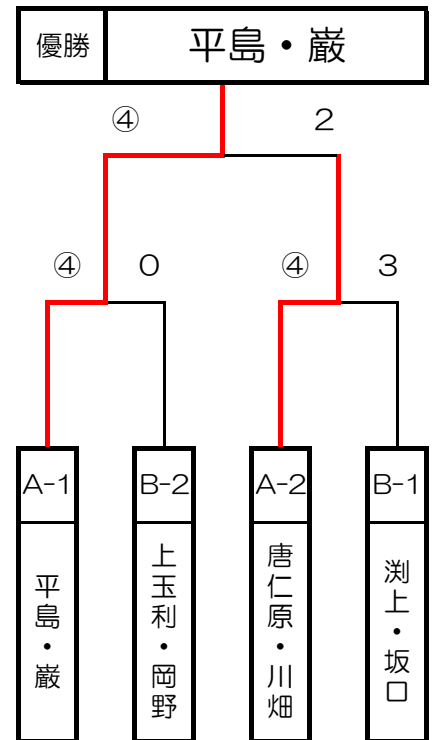 優勝 平島・巌
④ 2
④ 0 ④ 3
A-1 B-2 A-2 B-1
平島・巌
上玉利・岡野
唐仁原・川畑
渕上・坂口